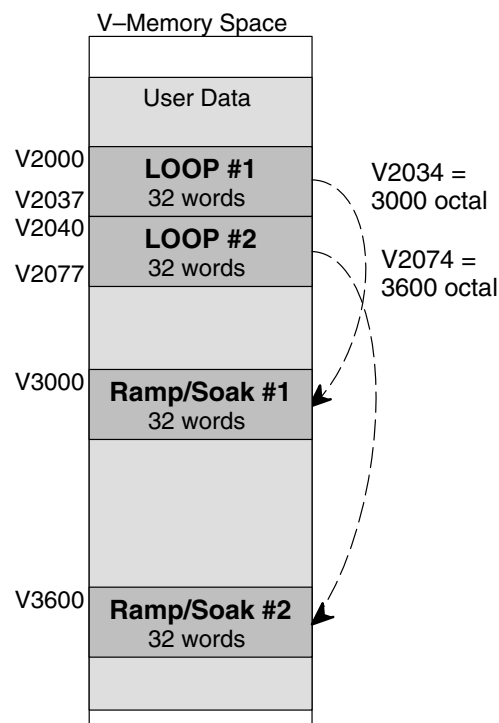 V–Memory Space
User Data
V2000
LOOP #1
32 words
V2037
V2034 =
3000 octal
V2040
LOOP #2
32 words
V2077
V2074 =
3600 octal
V3000
Ramp/Soak #1
32 words
V3600
Ramp/Soak #2
32 words